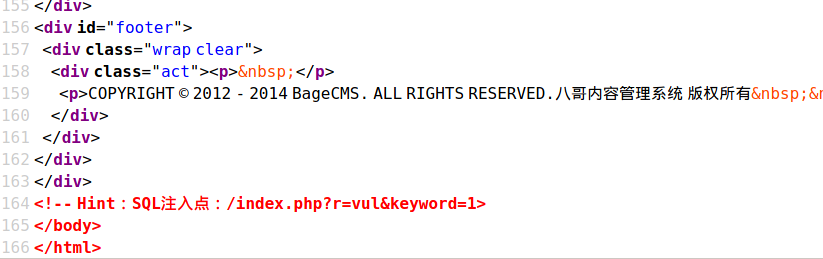 155 </div>
156 <div id="footer">
157 <div class="wrap clear">
158 <div class="act"><p>&nbsp;</p>
159 <p>COPYRIGHT © 2012 - 2014 BageCMS. ALL RIGHTS RESERVED.八哥内容管理系统 版权所有&nbsp;&n
160 </div>
161 </div>
162 </div>
163 </div>
164 <!-- Hint：SQL注入点：/index.php?r=vul&keyword=1>
165 </body>
166 </html>